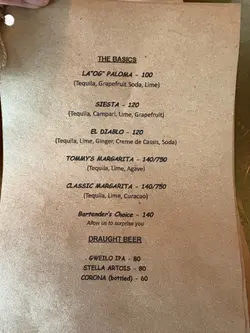 THE BASICS
LA"OG" PALOMA - 100
(Tequila, Grapefruit Soda, Lime)
SIESTA - 120
(Tequila, Campari, Lime, Grapefruit)
EL DIABLO - 120
(Tequila, Lime, Ginger, Creme de Cassis, Soda)
TOMMY'S MARGARITA - 140/750
(Tequila, Lime, Agave)
CLASSIC MARGARITA - 140/750
(Tequila, Lime, Curacao)
Bartender's Choice - 140
Allow us to surprise you
DRAUGHT BEER
GWEILO IPA - 80
STELLA ARTOIS - 80
CORONA (bottled) - 60